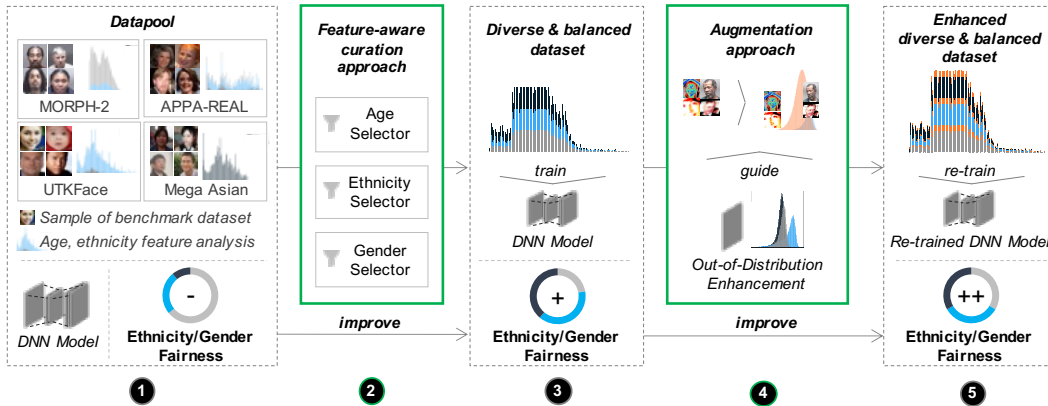 Datapool
MORPH-2
APPA-REAL
UTKFace
Mega Asian
Sample of benchmark dataset
Age, ethnicity feature analysis
DNN Model
-
Ethnicity/Gender
Fairness
1
Feature-aware
curation
approach
Age
Selector
Ethnicity
Selector
Gender
Selector
improve
2
Diverse & balanced
dataset
train
DNN Model
+
Ethnicity/Gender
Fairness
3
Augmentation
approach
guide
Out-of-Distribution
Enhancement
improve
4
Enhanced
diverse & balanced
dataset
re-train
Re-trained DNN Model
++
Ethnicity/Gender
Fairness
5